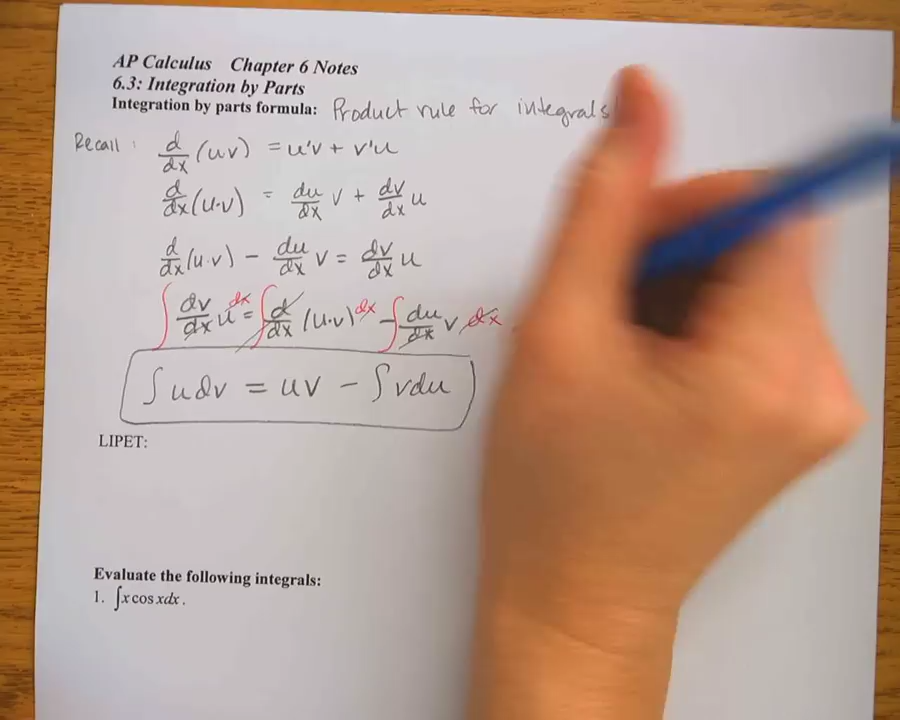 AP Calculus Chapter 6 Notes
6.3: Integration by Parts
Integration by parts formula: Product rule for integrals!
Recall: d/dx (uv) = u'v + v'u
d/dx (u·v) = du/dx v + dv/dx u
d/dx (u·v) - du/dx v = dv/dx u
∫ dv/dx u dx = ∫ d/dx (u·v) dx - ∫ du/dx v dx
∫ u dv = uv - ∫ v du
LIPET:
Evaluate the following integrals:
1. ∫x cos xdx.